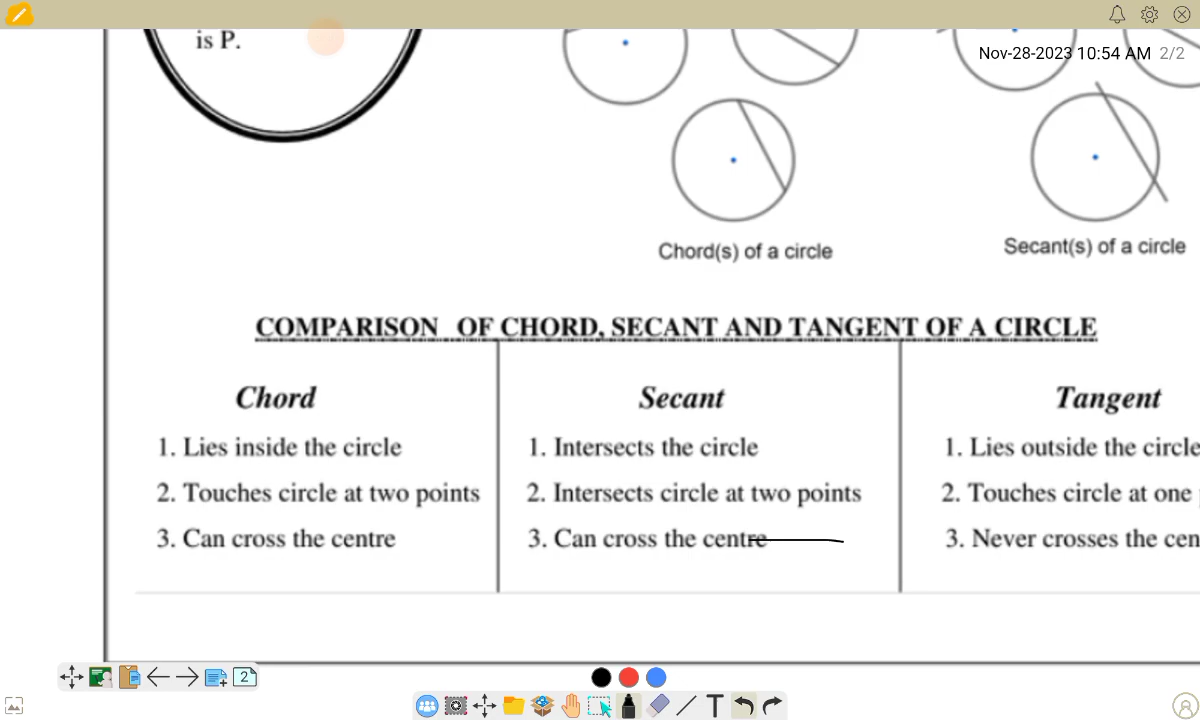 is P.
Nov-28-2023 10:54 AM 2/2
Chord(s) of a circle
Secant(s) of a circle
COMPARISON OF CHORD, SECANT AND TANGENT OF A CIRCLE
Chord
1. Lies inside the circle
2. Touches circle at two points
3. Can cross the centre
Secant
1. Intersects the circle
2. Intersects circle at two points
3. Can cross the centre
Tangent
1. Lies outside the circle
2. Touches circle at one
3. Never crosses the cen
2
T